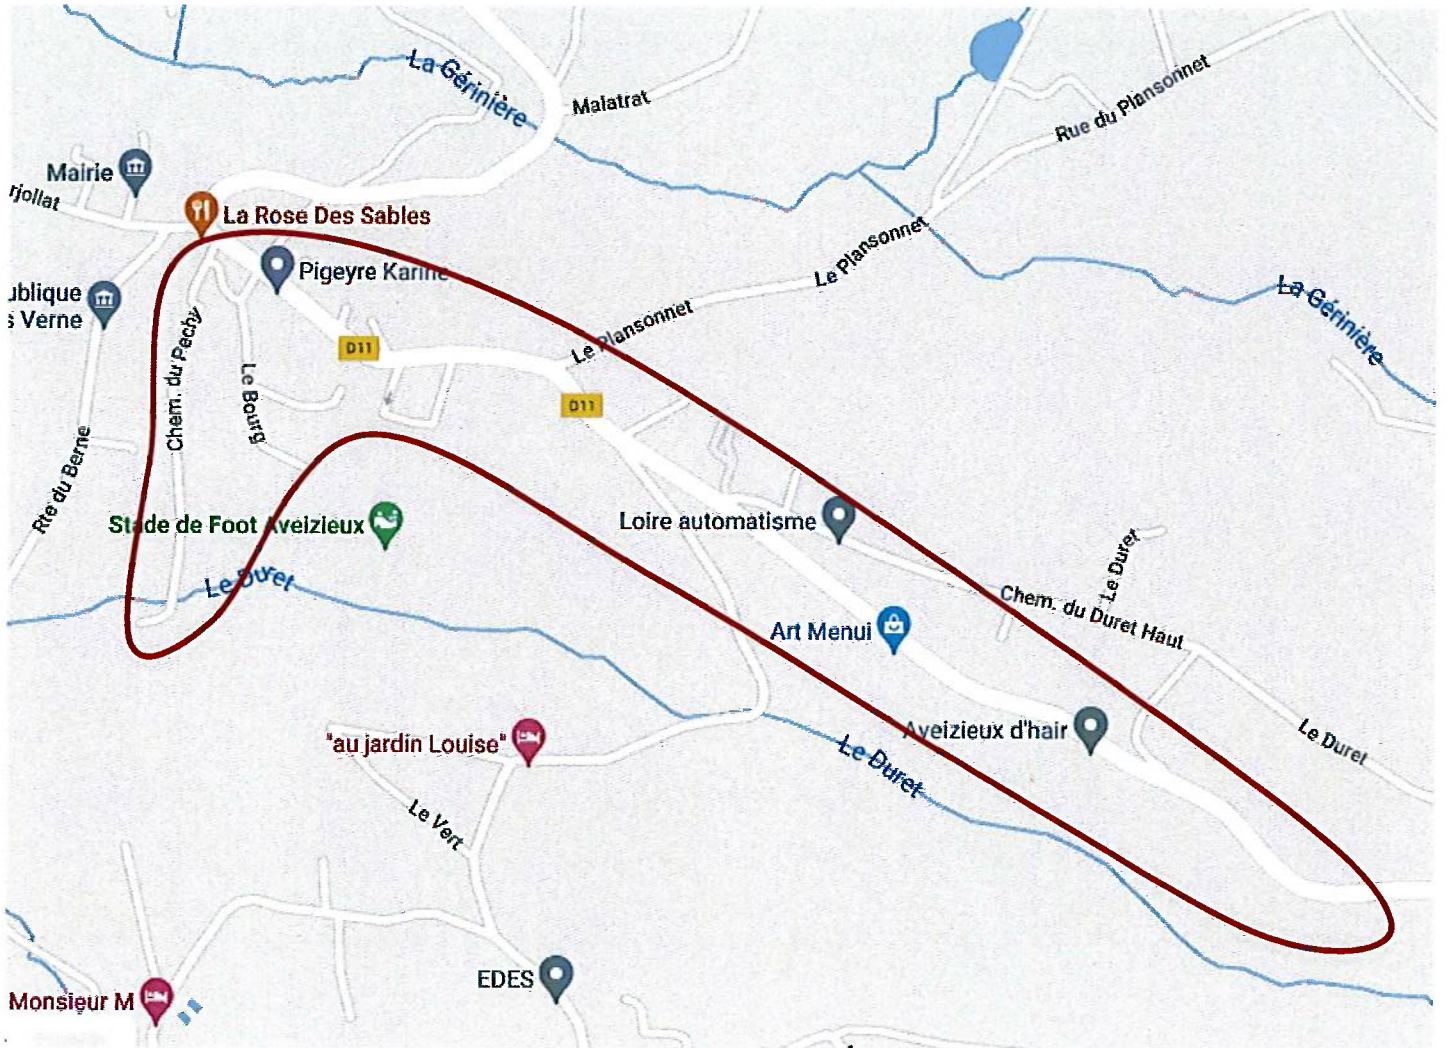 La Gérinière
Malatrat
Rue du Plansonnet
Mairie
rjollat
La Rose Des Sables
Le Plansonnet
Pigeyre Karine
ublique
s Verne
La Gérinière
Le Plansonnet
D11
Chem. du Pechy
Le Bourg
D11
Rte du Berne
Stade de Foot Aveizieux
Loire automatisme
Le Duret
Le Duret
Chem. du Duret Haut
Art Menui
Aveizieux d'hair
Le Duret
"au jardin Louise"
Le Duret
Le Vert
EDES
Monsieur M